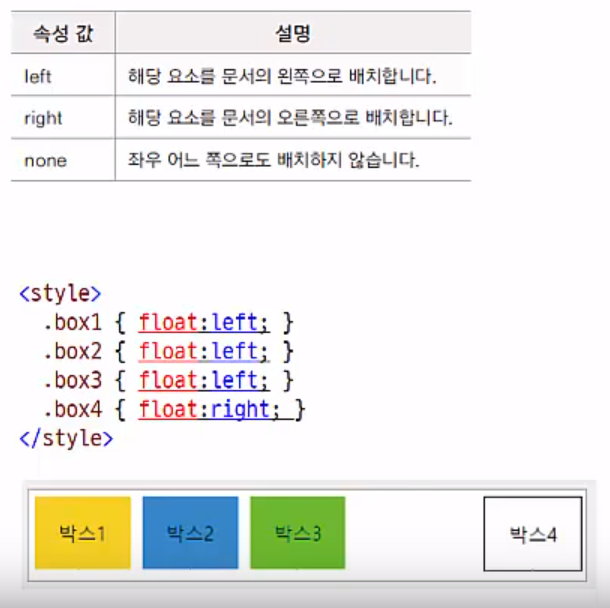 속성 값 설명
left 해당 요소를 문서의 왼쪽으로 배치합니다.
right 해당 요소를 문서의 오른쪽으로 배치합니다.
none 좌우 어느 쪽으로도 배치하지 않습니다.
<style>
.box1 { float:left; }
.box2 { float:left; }
.box3 { float:left; }
.box4 { float:right; }
</style>
박스1 박스2 박스3 박스4